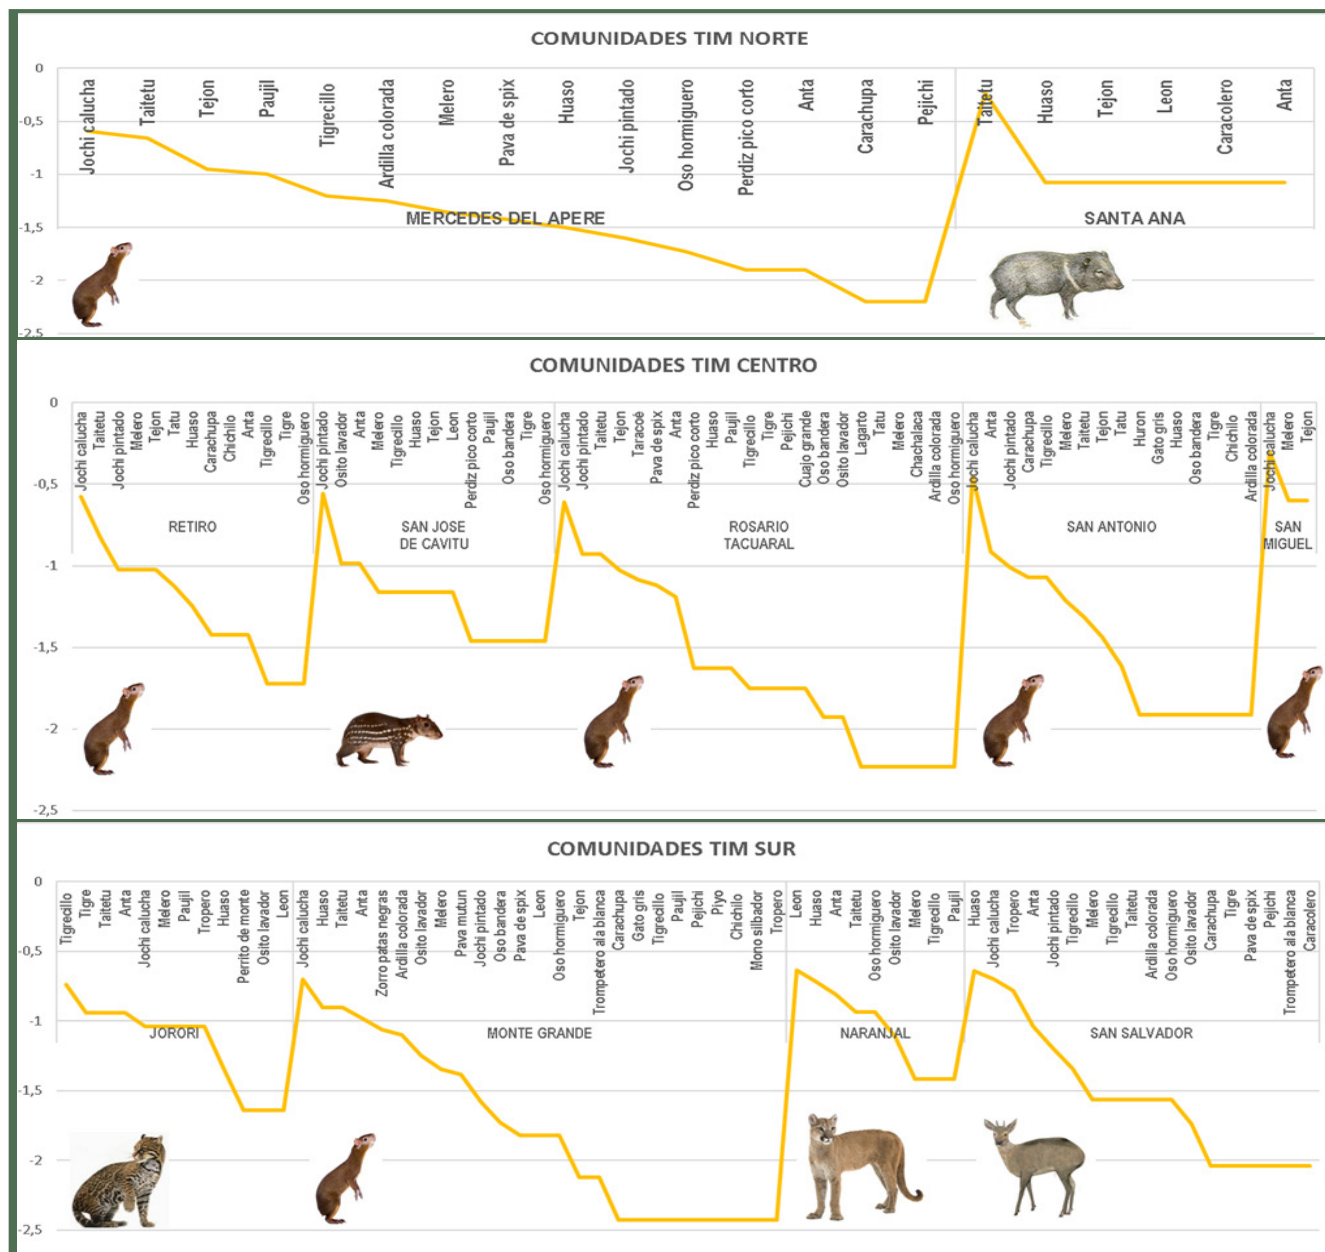 COMUNIDADES TIM NORTE
0
-0,5
-1
-1,5
-2
-2,5
Jochi calucha
Taitetu
Tejon
Paujil
Tigrecillo
Ardilla colorada
Melero
Pava de spix
Huaso
Jochi pintado
Oso hormiguero
Perdiz pico corto
Anta
Carachupa
Pejichi
Taitetu
Huaso
Tejon
Leon
Caracolero
Anta
MERCEDES DEL APERE
SANTA ANA
COMUNIDADES TIM CENTRO
0
-0,5
-1
-1,5
-2
-2,5
Jochi calucha
Taitetu
Jochi pintado
Melero
Tejon
Tatu
Huaso
Carachupa
Chichilo
Anta
Tigrecillo
Tigre
Oso hormiguero
Jochi pintado
Osito lavador
Anta
Melero
Tigrecillo
Huaso
Tejon
Leon
Perdiz pico corto
Paujil
Oso bandera
Tigre
Oso hormiguero
Jochi calucha
Jochi pintado
Taitetu
Tejon
Taracoé
Pava de spix
Anta
Perdiz pico corto
Huaso
Paujil
Tigrecillo
Tigre
Pejichi
Cuajo grande
Oso bandera
Osito lavador
Lagarto
Tatu
Melero
Chachalaca
Ardilla colorada
Oso hormiguero
Jochi calucha
Anta
Jochi pintado
Carachupa
Tigrecillo
Melero
Taitetu
Tejon
Tatu
Huron
Gato gris
Huaso
Oso bandera
Tigre
Chichilo
Ardilla colorada
Jochi calucha
Melero
Tejon
RETIRO
SAN JOSE
DE CAVITU
ROSARIO
TACUARAL
SAN ANTONIO
SAN
MIGUEL
COMUNIDADES TIM SUR
0
-0,5
-1
-1,5
-2
-2,5
Tigrecillo
Tigre
Taitetu
Anta
Jochi calucha
Melero
Paujil
Tropero
Huaso
Perrito de monte
Osito lavador
Leon
Jochi calucha
Huaso
Taitetu
Anta
Zorro patas negras
Ardilla colorada
Osito lavador
Melero
Pava mutun
Jochi pintado
Oso bandera
Pava de spix
Leon
Oso hormiguero
Tejon
Trompetero ala blanca
Carachupa
Gato gris
Tigrecillo
Paujil
Pejichi
Piyo
Chichilo
Mono silbador
Tropero
Leon
Huaso
Anta
Taitetu
Oso hormiguero
Osito lavador
Melero
Tigrecillo
Paujil
Huaso
Jochi calucha
Tropero
Anta
Jochi pintado
Tigrecillo
Melero
Tigrecillo
Taitetu
Ardilla colorada
Oso hormiguero
Osito lavador
Carachupa
Tigre
Pava de spix
Pejichi
Trompetero ala blanca
Caracolero
JORORI
MONTE GRANDE
NARANJAL
SAN SALVADOR